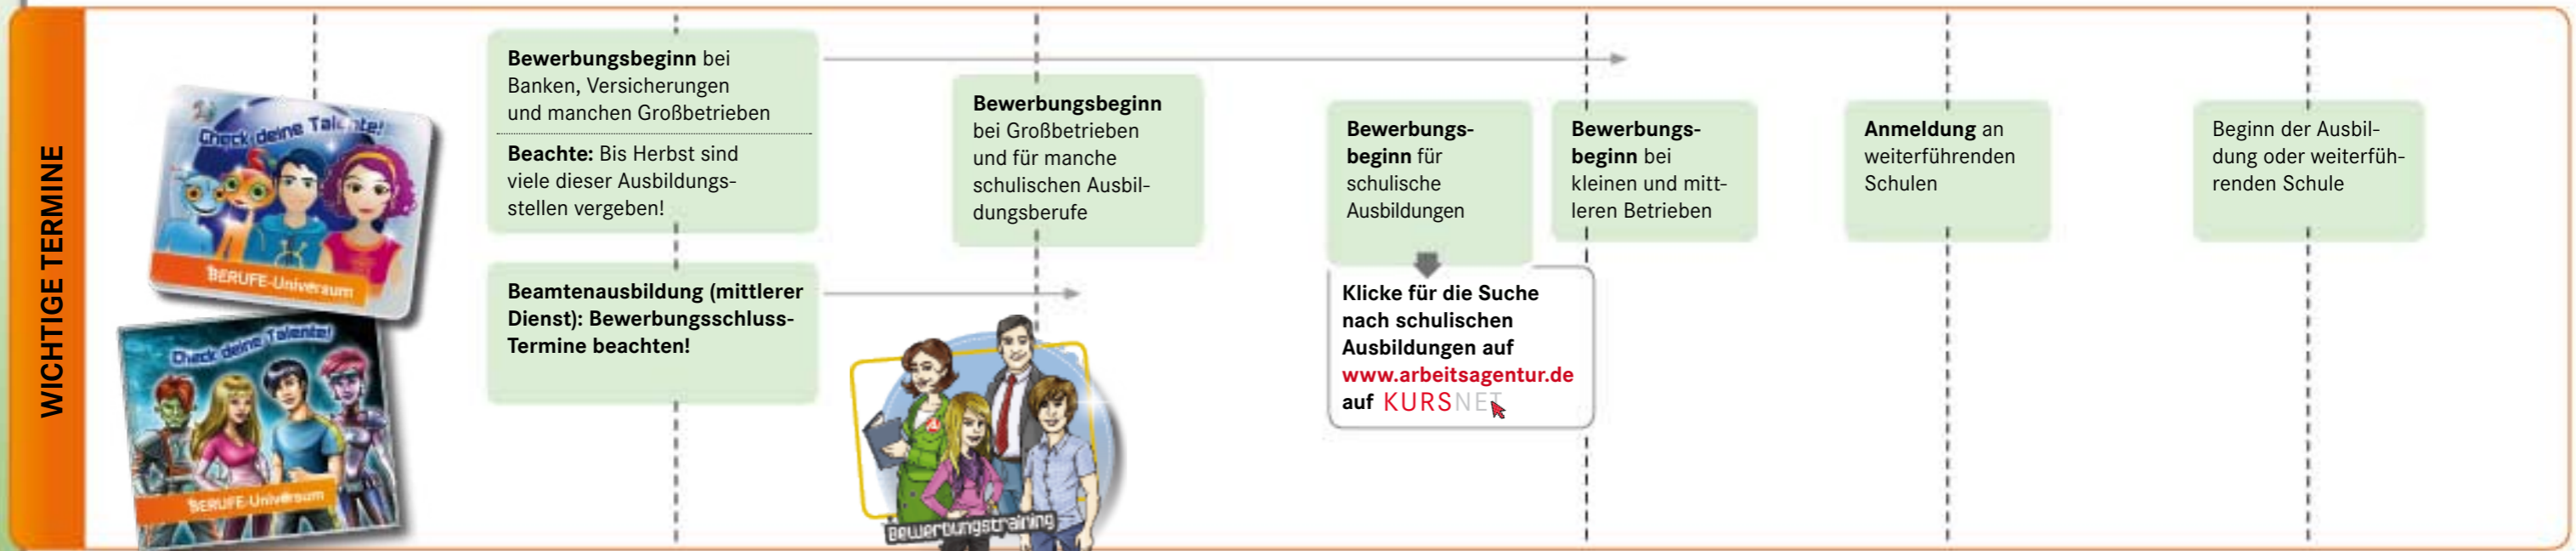 WICHTIGE TERMINE
Check deine Talente!
BERUFE-Universum
Check deine Talente!
BERUFE-Universum
Bewerbungsbeginn bei
Banken, Versicherungen
und manchen Großbetrieben
Beachte: Bis Herbst sind
viele dieser Ausbildungs-
stellen vergeben!
Beamtenausbildung (mittlerer
Dienst): Bewerbungsschluss-
Termine beachten!
Bewerbungsbeginn
bei Großbetrieben
und für manche
schulischen Ausbil-
dungsberufe
Bewerbungstraining
Bewerbungs-
beginn für
schulische
Ausbildungen
Klicke für die Suche
nach schulischen
Ausbildungen auf
www.arbeitsagentur.de
auf KURSNET
Bewerbungs-
beginn bei
kleinen und mitt-
leren Betrieben
Anmeldung an
weiterführenden
Schulen
Beginn der Ausbil-
dung oder weiterfüh-
renden Schule